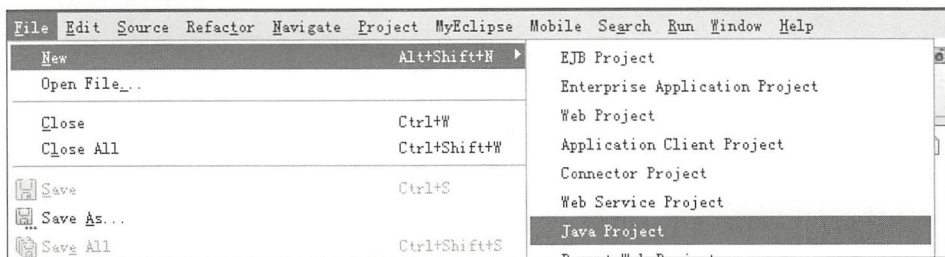 File Edit Source Refactor Navigate Project MyEclipse Mobile Search Run Window Help
New Alt+Shift+N
Open File...
Close Ctrl+W
Close All Ctrl+Shift+W
Save Ctrl+S
Save As...
Save All Ctrl+Shift+S
EJB Project
Enterprise Application Project
Web Project
Application Client Project
Connector Project
Web Service Project
Java Project